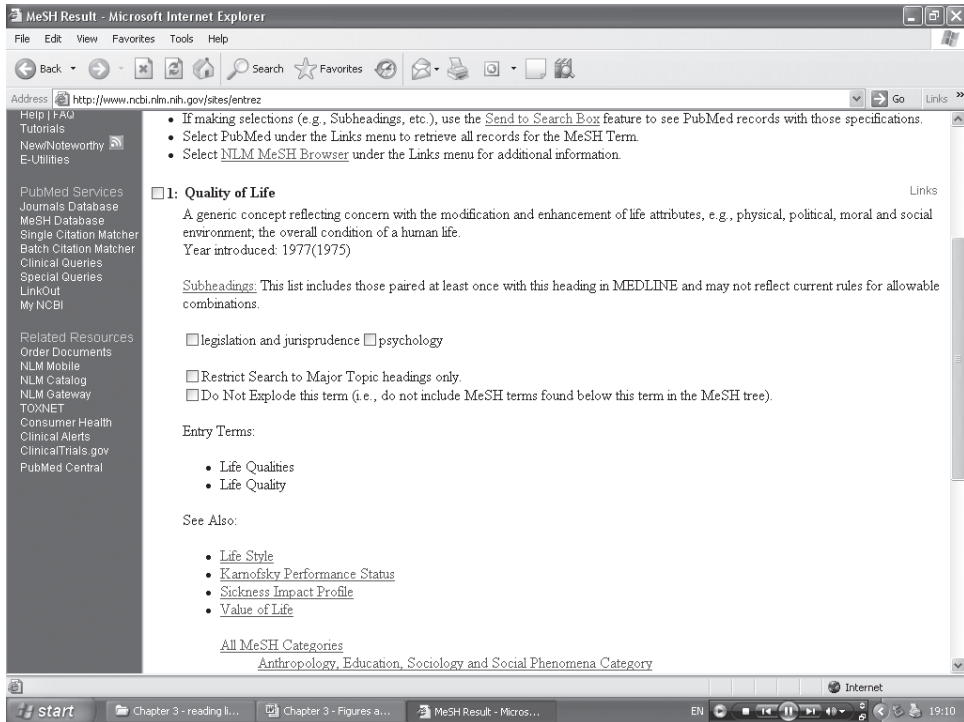 MeSH Result - Microsoft Internet Explorer
File Edit View Favorites Tools Help
Back Search Favorites
Address http://www.ncbi.nlm.nih.gov/sites/entrez Go Links »
Help | FAQ
Tutorials
New/Noteworthy
E-Utilities
PubMed Services
Journals Database
MeSH Database
Single Citation Matcher
Batch Citation Matcher
Clinical Queries
Special Queries
LinkOut
My NCBI
Related Resources
Order Documents
NLM Mobile
NLM Catalog
NLM Gateway
TOXNET
Consumer Health
Clinical Alerts
ClinicalTrials.gov
PubMed Central
• If making selections (e.g., Subheadings, etc.), use the Send to Search Box feature to see PubMed records with those specifications.
• Select PubMed under the Links menu to retrieve all records for the MeSH Term.
• Select NLM MeSH Browser under the Links menu for additional information.
1: Quality of Life Links
A generic concept reflecting concern with the modification and enhancement of life attributes, e.g., physical, political, moral and social
environment; the overall condition of a human life.
Year introduced: 1977(1975)
Subheadings: This list includes those paired at least once with this heading in MEDLINE and may not reflect current rules for allowable
combinations.
legislation and jurisprudence psychology
Restrict Search to Major Topic headings only.
Do Not Explode this term (i.e., do not include MeSH terms found below this term in the MeSH tree).
Entry Terms:
• Life Qualities
• Life Quality
See Also:
• Life Style
• Karnofsky Performance Status
• Sickness Impact Profile
• Value of Life
All MeSH Categories
Anthropology, Education, Sociology and Social Phenomena Category
Internet
start Chapter 3 - reading li... Chapter 3 - Figures a... MeSH Result - Micros... EN 19:10